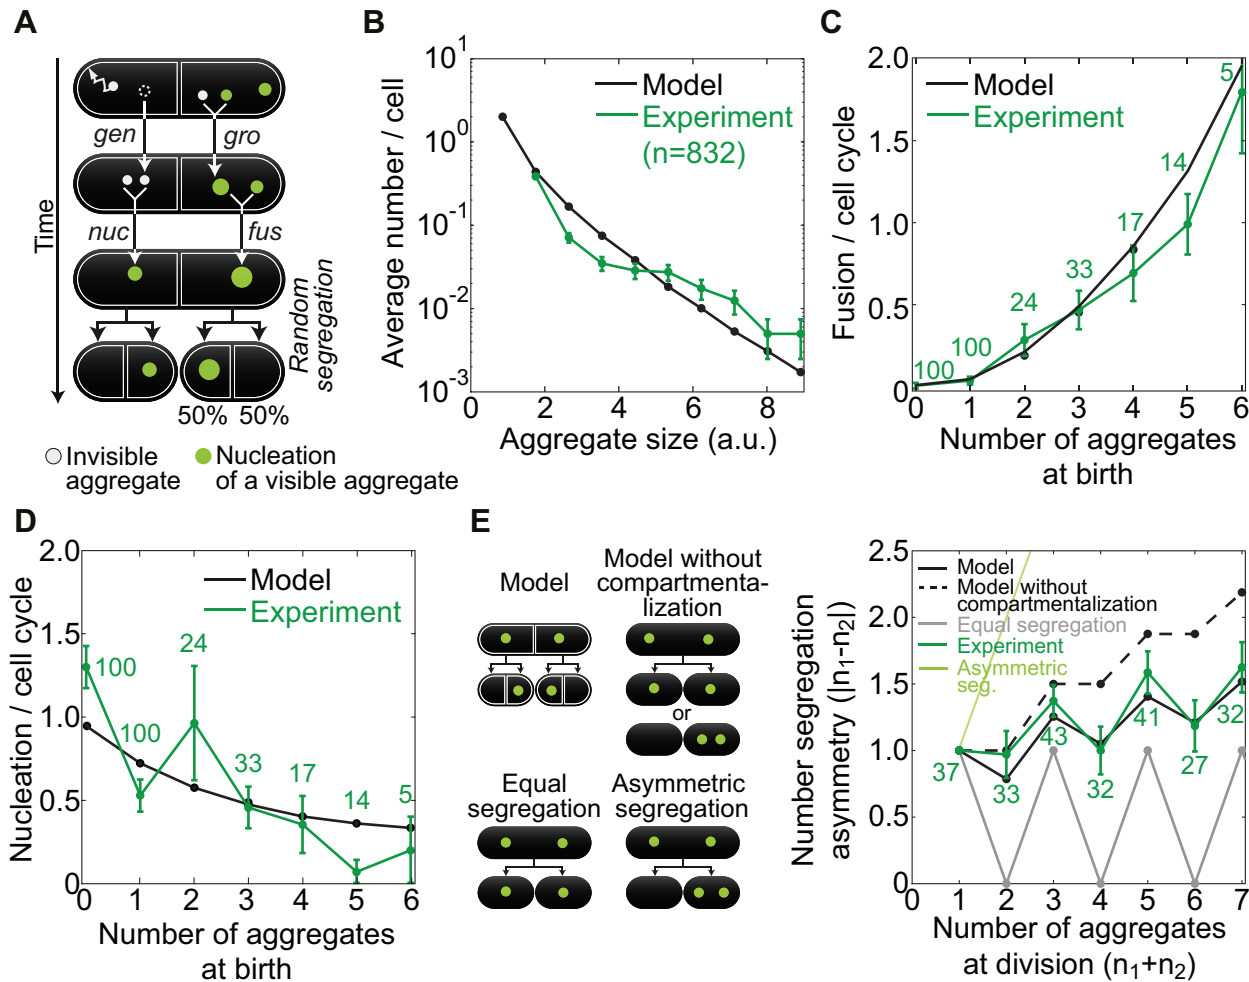 A
Time
gen
gro
nuc
fus
Random
segregation
50% 50%
Invisible
aggregate
Nucleation
of a visible aggregate
B
Average number / cell
10^1
10^0
10^-1
10^-2
10^-3
Model
Experiment
(n=832)
0 2 4 6 8
Aggregate size (a.u.)
C
Fusion / cell cycle
2.0
1.5
1.0
0.5
0
Model
Experiment
100
100
24
33
17
14
5
0 1 2 3 4 5 6
Number of aggregates
at birth
D
Nucleation / cell cycle
2.0
1.5
1.0
0.5
0
Model
Experiment
100
100
24
33
17
14
5
0 1 2 3 4 5 6
Number of aggregates
at birth
E
Model
Model without
compartmenta-
lization
or
Equal
segregation
Asymmetric
segregation
Number segregation
asymmetry (|n₁-n₂|)
2.5
2.0
1.5
1.0
0.5
0
Model
Model without
compartmentalization
Equal segregation
Experiment
Asymmetric
seg.
37
33
43
32
41
27
32
0 1 2 3 4 5 6 7
Number of aggregates
at division (n₁+n₂)